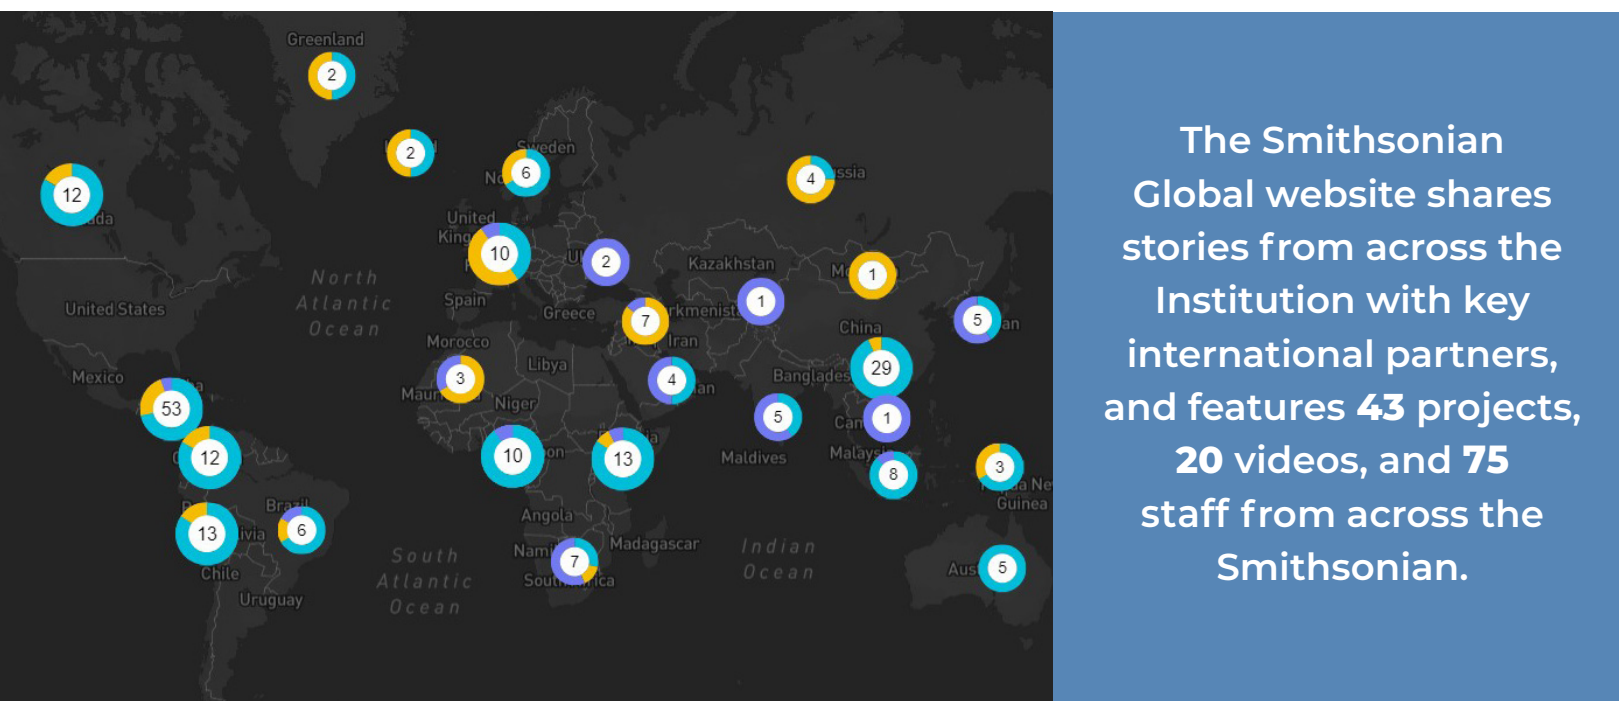 Greenland
2
2
Sweden
6
4
12
United
10
2
Kazakhstan
1
1
North
Atlantic
Ocean
United States
Spain
Greece
7
5
China
Morocco
Iran
Libya
29
Mexico
3
4
Niger
53
5
1
12
10
13
Maldives
8
3
Guinea
13
6
Angola
South
Atlantic
Ocean
Madagascar
Indian
Ocean
7
5
Chile
Uruguay
The Smithsonian
Global website shares
stories from across the
Institution with key
international partners,
and features 43 projects,
20 videos, and 75
staff from across the
Smithsonian.